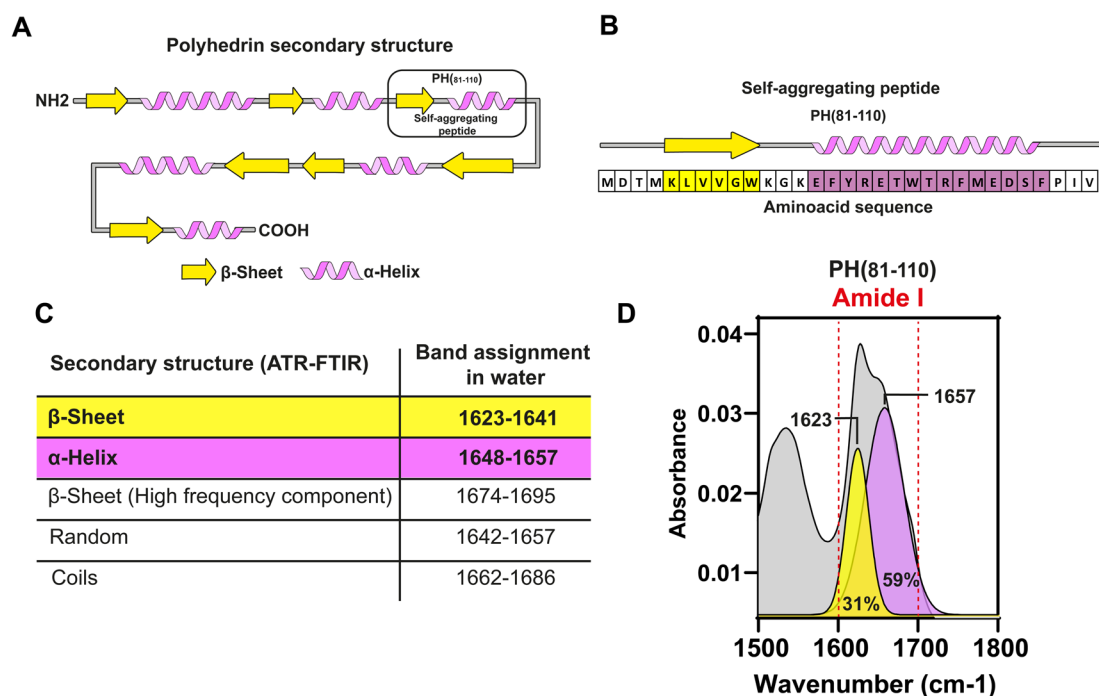 A
Polyhedrin secondary structure
NH2
PH(81-110)
Self-aggregating
peptide
COOH
β-Sheet
α-Helix
B
Self-aggregating peptide
PH(81-110)
M D T M K L V V G W K G K E F Y R E T W T R F M E D S F P I V
Aminoacid sequence
C
Secondary structure (ATR-FTIR)
Band assignment
in water
β-Sheet
1623-1641
α-Helix
1648-1657
β-Sheet (High frequency component)
1674-1695
Random
1642-1657
Coils
1662-1686
D
PH(81-110)
Amide I
Absorbance
0.04
0.03
0.02
0.01
1623
1657
31%
59%
1500 1600 1700 1800
Wavenumber (cm-1)